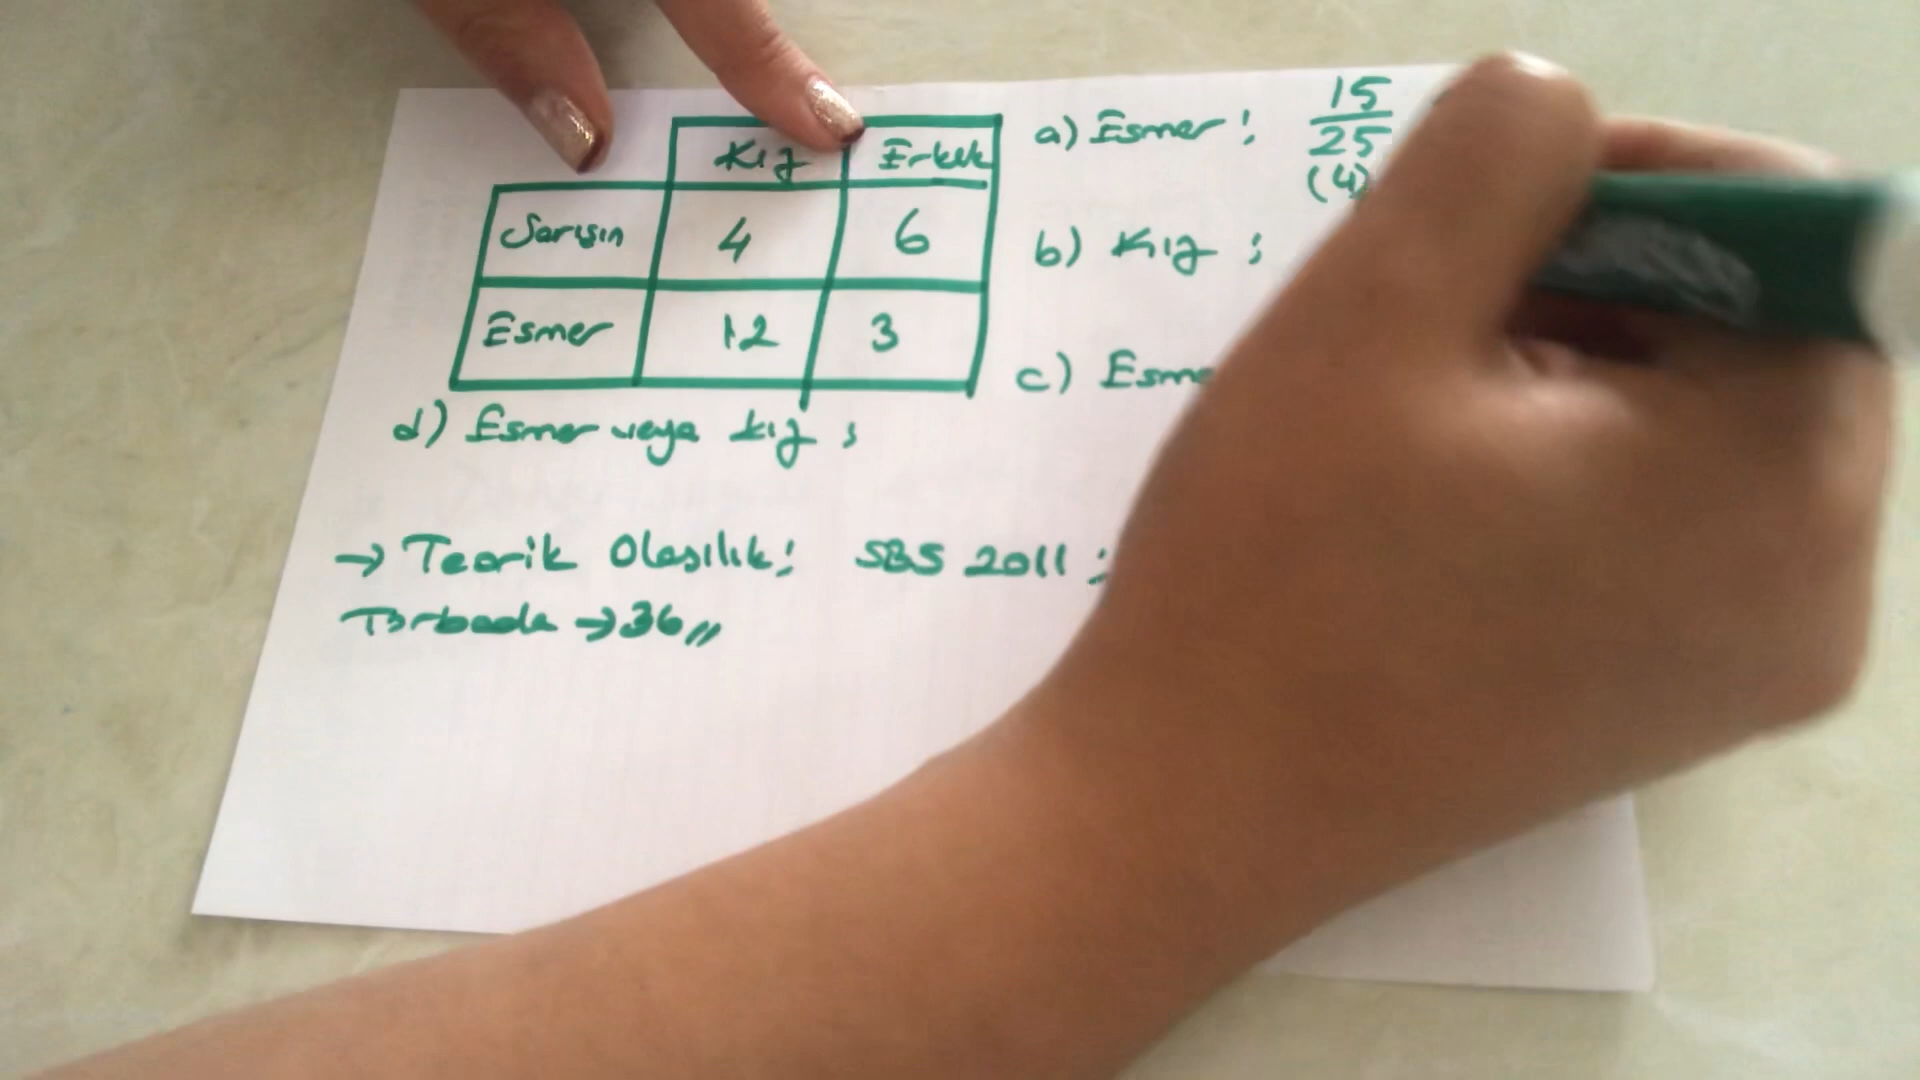 Kız Erkek
Sarışın 4 6
Esmer 12 3
a) Esmer :
15
25
(4)
b) Kız :
c)
d) Esmer veya kız :
→ Teorik Olasılık : SBS 2011 :
Torbada → 36 "